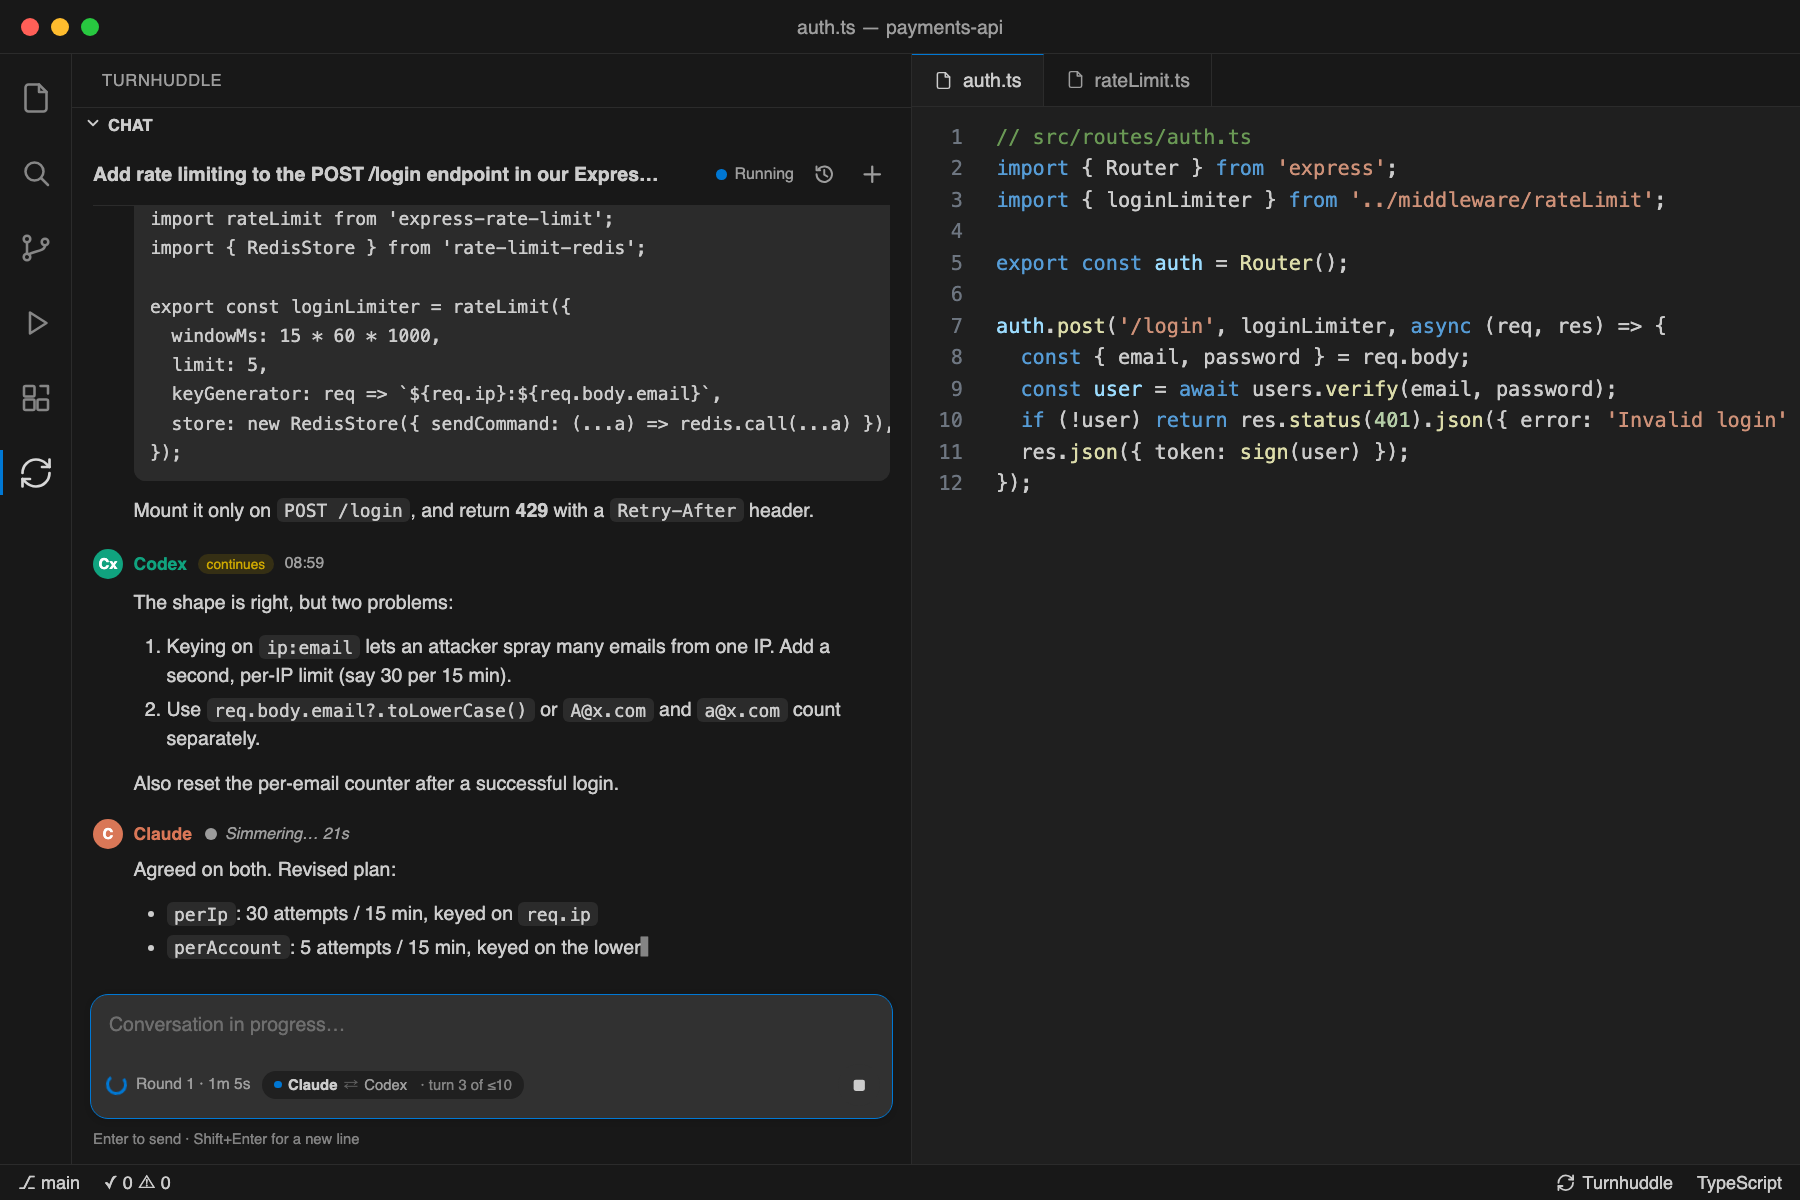 auth.ts — payments-api
TURNHUDDLE
CHAT
Add rate limiting to the POST /login endpoint in our Expres…
Running
import rateLimit from 'express-rate-limit';
import { RedisStore } from 'rate-limit-redis';
export const loginLimiter = rateLimit({
windowMs: 15 * 60 * 1000,
limit: 5,
keyGenerator: req => `${req.ip}:${req.body.email}`,
store: new RedisStore({ sendCommand: (...a) => redis.call(...a) }),
});
Mount it only on POST /login, and return 429 with a Retry-After header.
Cx Codex continues 08:59
The shape is right, but two problems:
1. Keying on ip:email lets an attacker spray many emails from one IP. Add a
second, per-IP limit (say 30 per 15 min).
2. Use req.body.email?.toLowerCase() or A@x.com and a@x.com count
separately.
Also reset the per-email counter after a successful login.
C Claude Simmering… 21s
Agreed on both. Revised plan:
• perIp: 30 attempts / 15 min, keyed on req.ip
• perAccount: 5 attempts / 15 min, keyed on the lower
Conversation in progress…
Round 1 · 1m 5s Claude ⇄ Codex · turn 3 of ≤10
Enter to send · Shift+Enter for a new line
auth.ts rateLimit.ts
1 // src/routes/auth.ts
2 import { Router } from 'express';
3 import { loginLimiter } from '../middleware/rateLimit';
4
5 export const auth = Router();
6
7 auth.post('/login', loginLimiter, async (req, res) => {
8 const { email, password } = req.body;
9 const user = await users.verify(email, password);
10 if (!user) return res.status(401).json({ error: 'Invalid login'
11 res.json({ token: sign(user) });
12 });
main ✓ 0 ⚠ 0
Turnhuddle TypeScript